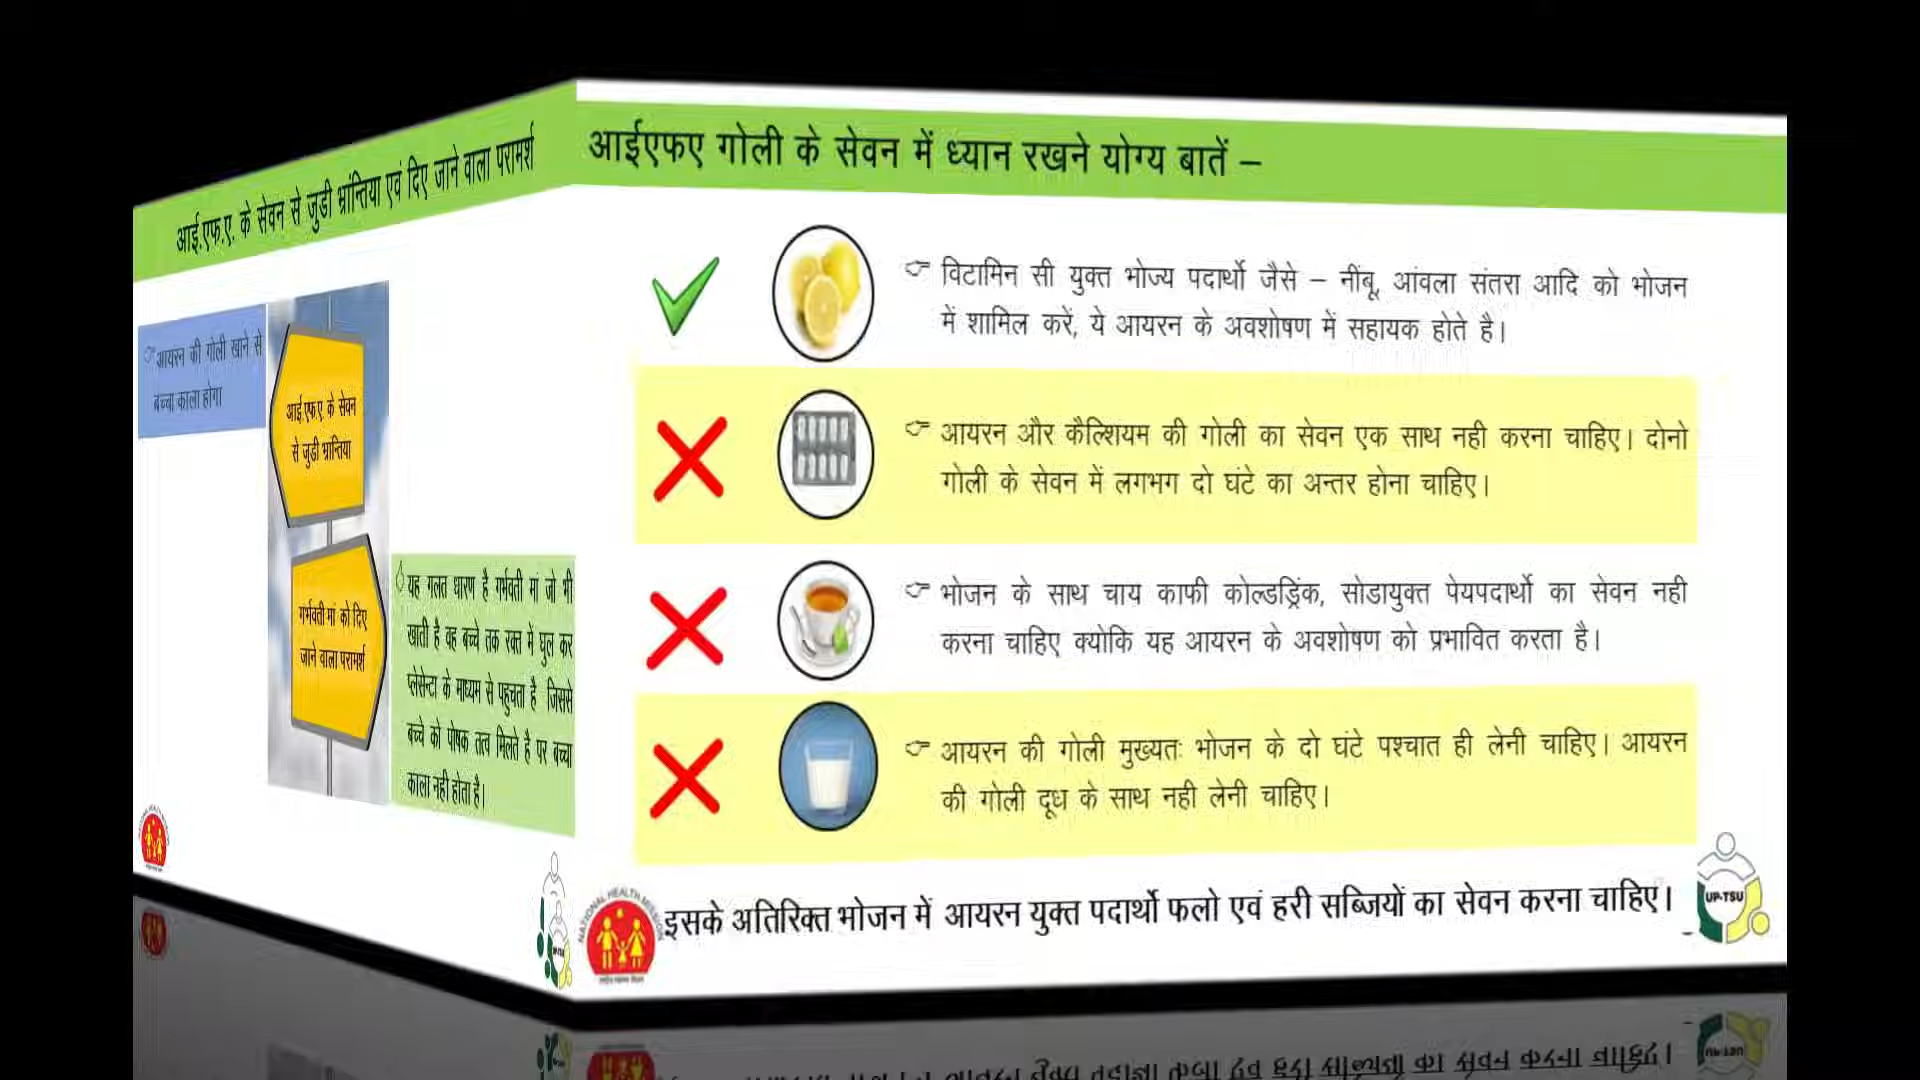 आई.एफ.ए. के सेवन से जुडी भ्रांन्तिया एवं दिए जाने वाला परामर्श
आयरन की गोली खाने से
बच्चा काला होगा
आई.एफ.ए. के सेवन
से जुडी भ्रान्तिया
गर्भवती मां को दिए
जाने वाला परामर्श
यह गलत धारण है गर्भवती मां जो भी
खाती है वह बच्चे तक रक्त में घुल कर
प्लेसेन्टा के माध्यम से पहुचता है जिससे
बच्चे को पोषक तत्व मिलते है पर बच्चा
काला नही होता है।
आईएफए गोली के सेवन में ध्यान रखने योग्य बातें –
विटामिन सी युक्त भोज्य पदार्थो जैसे – नींबू, आंवला संतरा आदि को भोजन
में शामिल करें, ये आयरन के अवशोषण में सहायक होते है।
आयरन और कैल्शियम की गोली का सेवन एक साथ नही करना चाहिए। दोनो
गोली के सेवन में लगभग दो घंटे का अन्तर होना चाहिए।
भोजन के साथ चाय काफी कोल्डड्रिंक, सोडायुक्त पेयपदार्थो का सेवन नही
करना चाहिए क्योकि यह आयरन के अवशोषण को प्रभावित करता है।
आयरन की गोली मुख्यतः भोजन के दो घंटे पश्चात ही लेनी चाहिए। आयरन
की गोली दूध के साथ नही लेनी चाहिए।
इसके अतिरिक्त भोजन में आयरन युक्त पदार्थो फलो एवं हरी सब्जियों का सेवन करना चाहिए।
NATIONAL HEALTH MISSION
UP-TSU